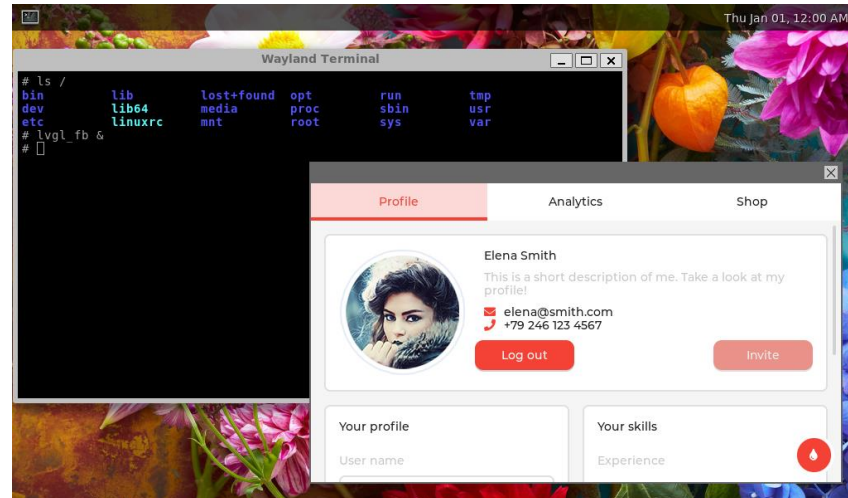 Thu Jan 01, 12:00 AM
Wayland Terminal
# ls /
bin lib lost+found opt run tmp
dev lib64 media proc sbin usr
etc linuxrc mnt root sys var
# lvgl_fb &
#
Profile Analytics Shop
Elena Smith
This is a short description of me. Take a look at my
profile!
elena@smith.com
+79 246 123 4567
Log out Invite
Your profile Your skills
User name Experience